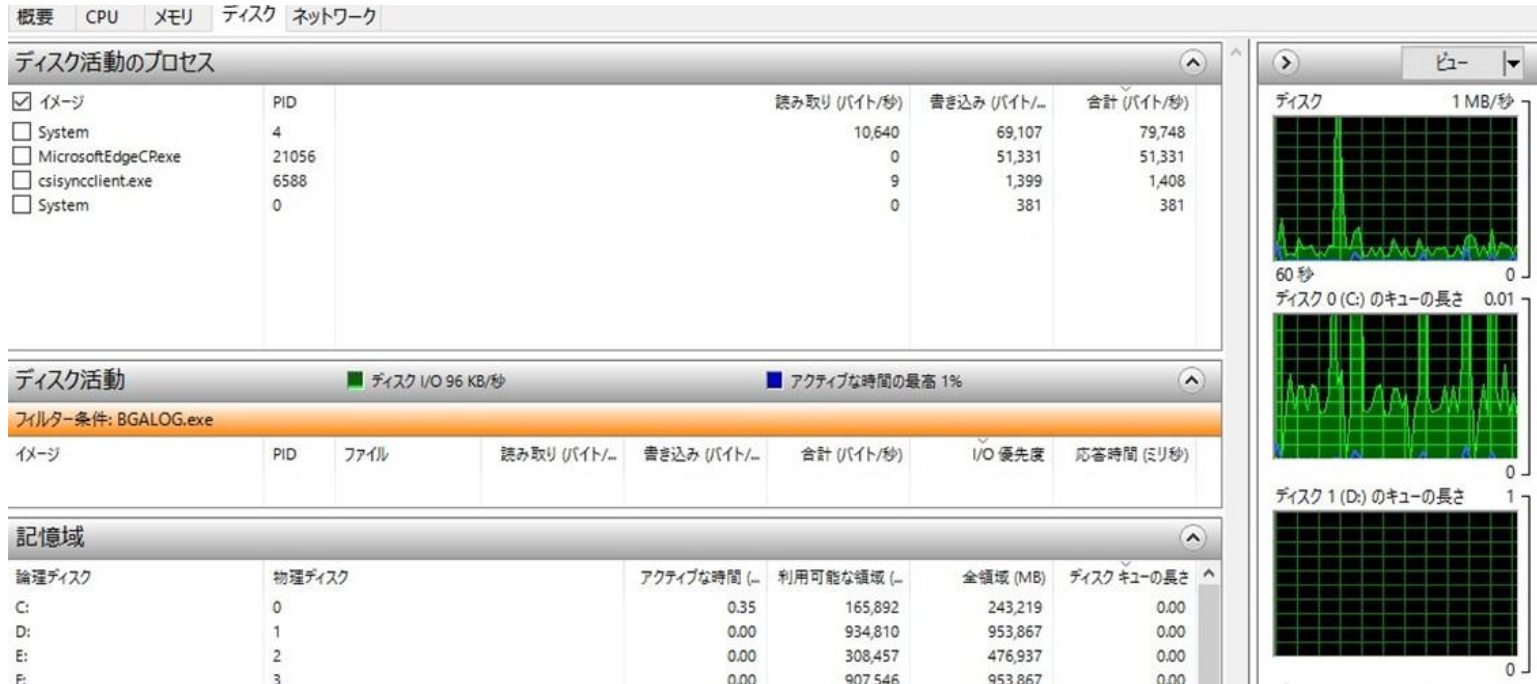 概要 CPU メモリ ディスク ネットワーク
ディスク活動のプロセス
イメージ PID 読み取り (バイト/秒) 書き込み (バイト/... 合計 (バイト/秒)
System 4 10,640 69,107 79,748
MicrosoftEdgeCP.exe 21056 0 51,331 51,331
csisyncclient.exe 6588 9 1,399 1,408
System 0 0 381 381
ディスク活動 ディスク I/O 96 KB/秒 アクティブな時間の最高 1%
フィルター条件: BGALOG.exe
イメージ PID ファイル 読み取り (バイト/... 書き込み (バイト/... 合計 (バイト/秒) I/O 優先度 応答時間 (ミリ秒)
記憶域
論理ディスク 物理ディスク アクティブな時間 (... 利用可能な領域 (... 全領域 (MB) ディスク キューの長さ
C: 0 0.35 165,892 243,219 0.00
D: 1 0.00 934,810 953,867 0.00
E: 2 0.00 308,457 476,937 0.00
F: 3 0.00 907,546 953,867 0.00
ビュー
ディスク 1 MB/秒
60 秒 0
ディスク 0 (C:) のキューの長さ 0.01
0
ディスク 1 (D:) のキューの長さ 1
0